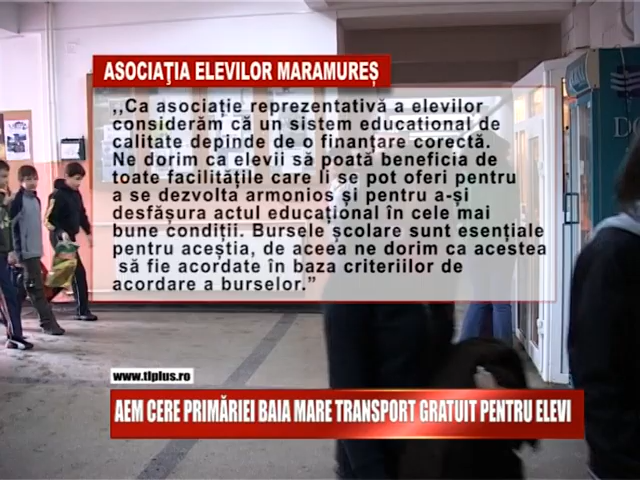 ASOCIAŢIA ELEVILOR MARAMUREȘ
,,Ca asociație reprezentativă a elevilor
considerăm că un sistem educational de
calitate depinde de o finanțare corectă.
Ne dorim ca elevii să poată beneficia de
toate facilitățile care li se pot oferi pentru
a se dezvolta armonios și pentru a-și
desfășura actul educațional în cele mai
bune condiții. Bursele școlare sunt esențiale
pentru aceștia, de aceea ne dorim ca acestea
să fie acordate în baza criteriilor de
acordare a burselor.”
www.tlplus.ro
AEM CERE PRIMĂRIEI BAIA MARE TRANSPORT GRATUIT PENTRU ELEVI